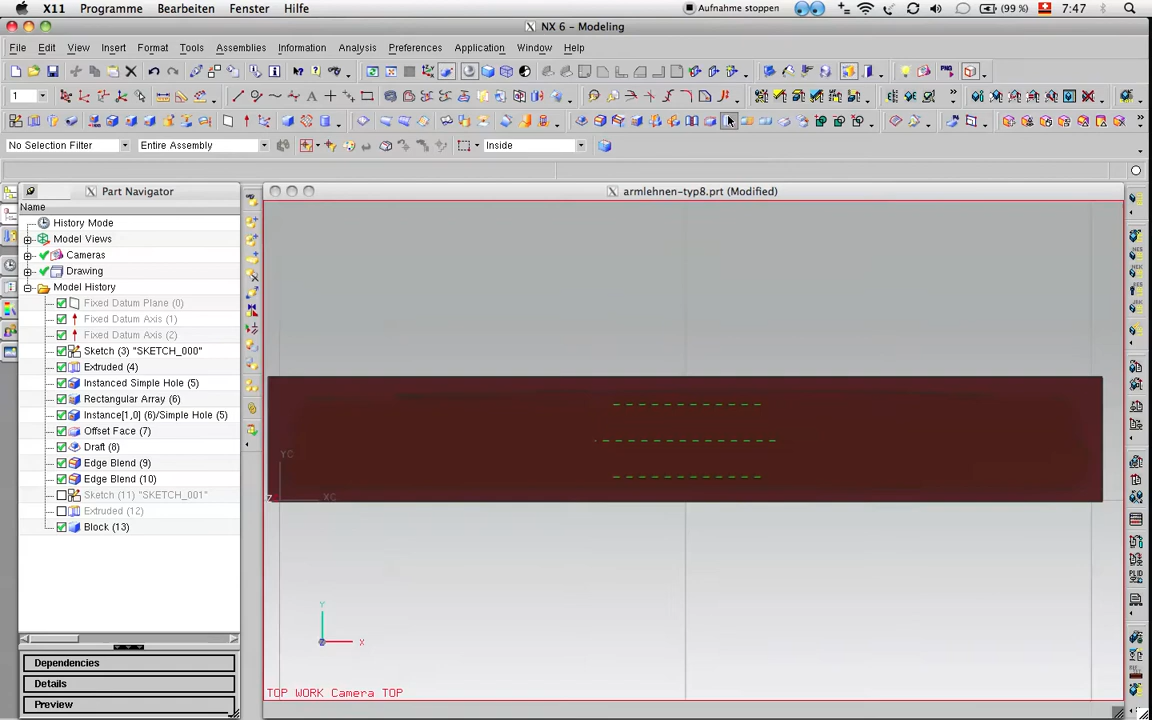 X11 Programme Bearbeiten Fenster Hilfe Aufnahme stoppen (99 %) 7:47
NX 6 – Modeling
File Edit View Insert Format Tools Assemblies Information Analysis Preferences Application Window Help
1
No Selection Filter Entire Assembly Inside
Part Navigator
armlehnen-typ8.prt (Modified)
Name
History Mode
Model Views
Cameras
Drawing
Model History
Fixed Datum Plane (0)
Fixed Datum Axis (1)
Fixed Datum Axis (2)
Sketch (3) "SKETCH_000"
Extruded (4)
Instanced Simple Hole (5)
Rectangular Array (6)
Instance[1,0] (6)/Simple Hole (5)
Offset Face (7)
Draft (8)
Edge Blend (9)
Edge Blend (10)
Sketch (11) "SKETCH_001"
Extruded (12)
Block (13)
YC
Z XC
Y
X
TOP WORK Camera TOP
Dependencies
Details
Preview